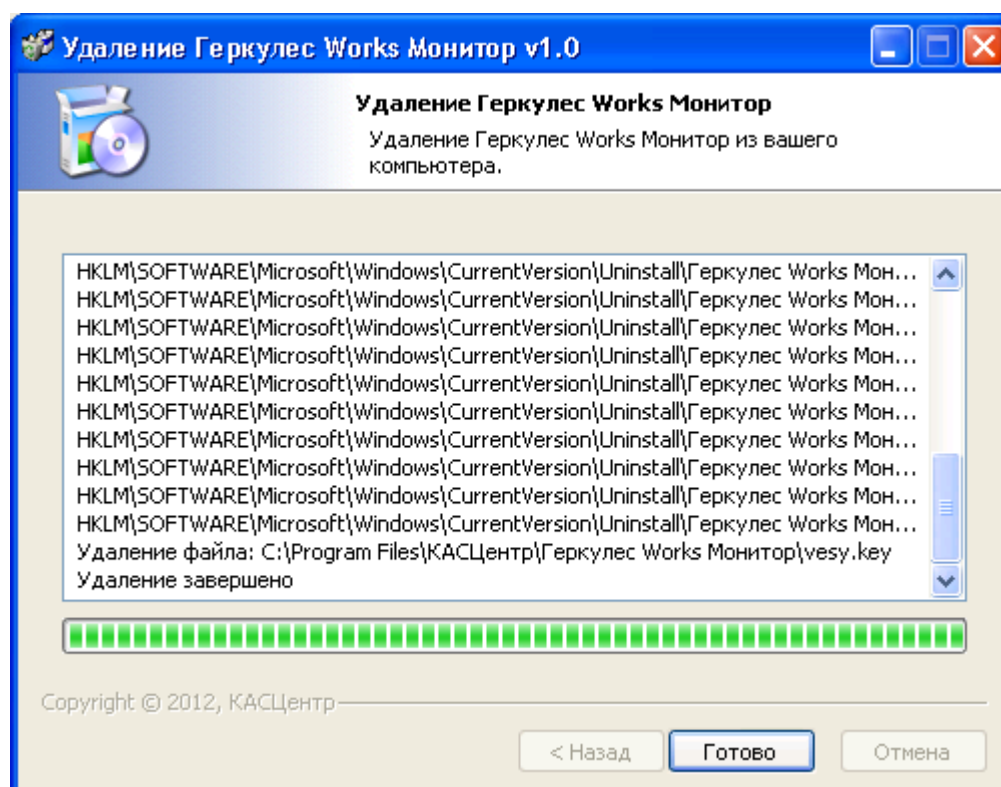 Удаление Геркулес Works Монитор v1.0
Удаление Геркулес Works Монитор
Удаление Геркулес Works Монитор из вашего
компьютера.
HKLM\SOFTWARE\Microsoft\Windows\CurrentVersion\Uninstall\Геркулес Works Мон...
HKLM\SOFTWARE\Microsoft\Windows\CurrentVersion\Uninstall\Геркулес Works Мон...
HKLM\SOFTWARE\Microsoft\Windows\CurrentVersion\Uninstall\Геркулес Works Мон...
HKLM\SOFTWARE\Microsoft\Windows\CurrentVersion\Uninstall\Геркулес Works Мон...
HKLM\SOFTWARE\Microsoft\Windows\CurrentVersion\Uninstall\Геркулес Works Мон...
HKLM\SOFTWARE\Microsoft\Windows\CurrentVersion\Uninstall\Геркулес Works Мон...
HKLM\SOFTWARE\Microsoft\Windows\CurrentVersion\Uninstall\Геркулес Works Мон...
HKLM\SOFTWARE\Microsoft\Windows\CurrentVersion\Uninstall\Геркулес Works Мон...
HKLM\SOFTWARE\Microsoft\Windows\CurrentVersion\Uninstall\Геркулес Works Мон...
HKLM\SOFTWARE\Microsoft\Windows\CurrentVersion\Uninstall\Геркулес Works Мон...
Удаление файла: C:\Program Files\КАСЦентр\Геркулес Works Монитор\vesy.key
Удаление завершено
Copyright © 2012, КАСЦентр
< Назад
Готово
Отмена